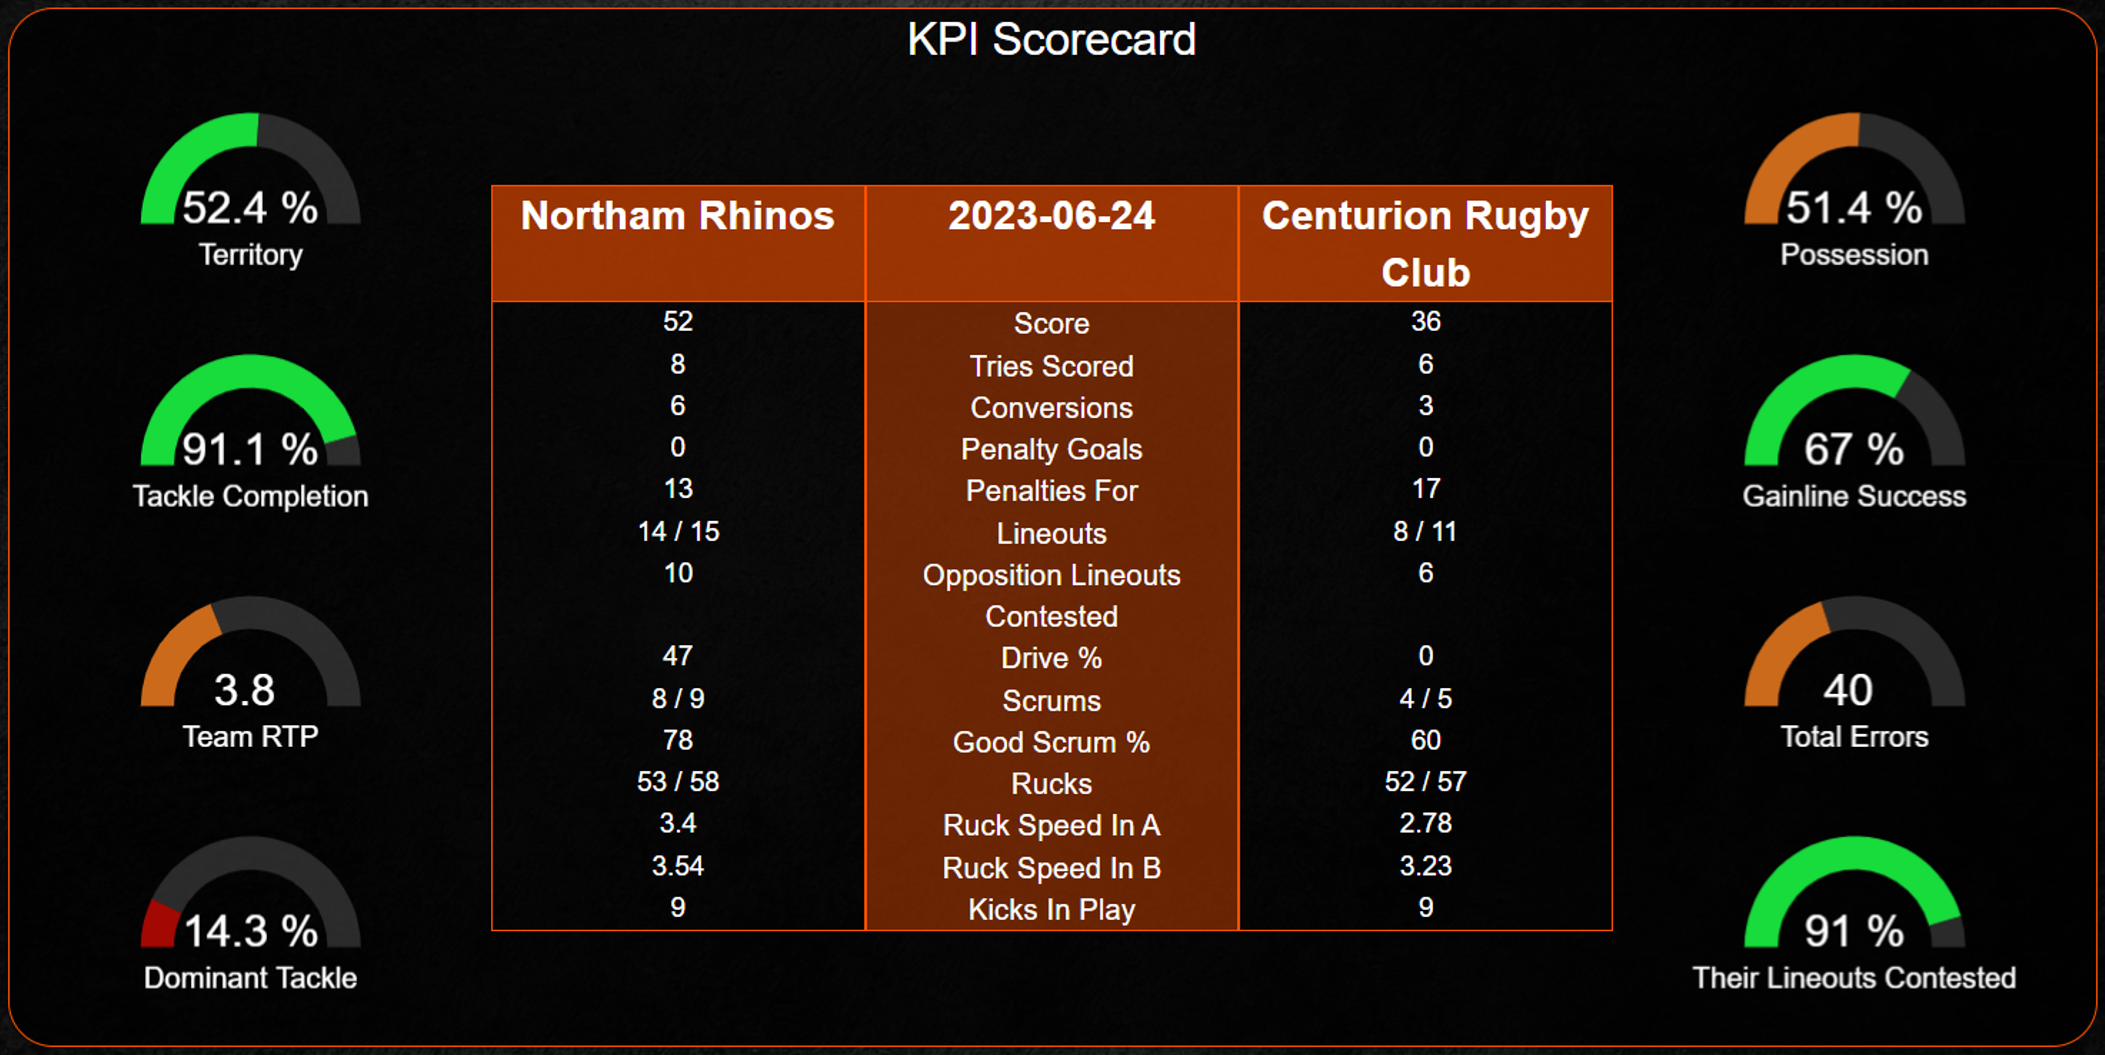 KPI Scorecard
52.4 %
Territory
91.1 %
Tackle Completion
3.8
Team RTP
14.3 %
Dominant Tackle
Northam Rhinos 2023-06-24 Centurion Rugby
Club
52 Score 36
8 Tries Scored 6
6 Conversions 3
0 Penalty Goals 0
13 Penalties For 17
14 / 15 Lineouts 8 / 11
10 Opposition Lineouts 6
Contested
47 Drive % 0
8 / 9 Scrums 4 / 5
78 Good Scrum % 60
53 / 58 Rucks 52 / 57
3.4 Ruck Speed In A 2.78
3.54 Ruck Speed In B 3.23
9 Kicks In Play 9
51.4 %
Possession
67 %
Gainline Success
40
Total Errors
91 %
Their Lineouts Contested